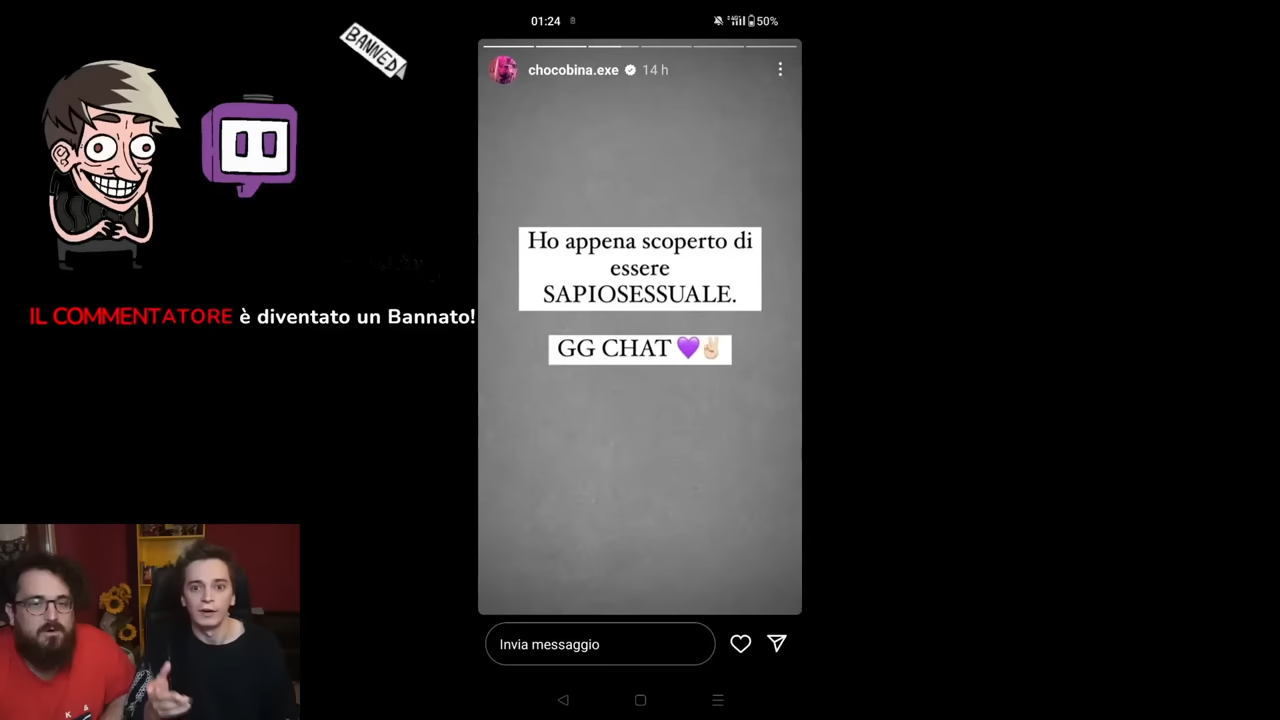 01:24
50%
BANNED
chocobina.exe 14 h
Ho appena scoperto di
essere
SAPIOSESSUALE.
GG CHAT 💜✌🏻
IL COMMENTATORE è diventato un Bannato!
Invia messaggio